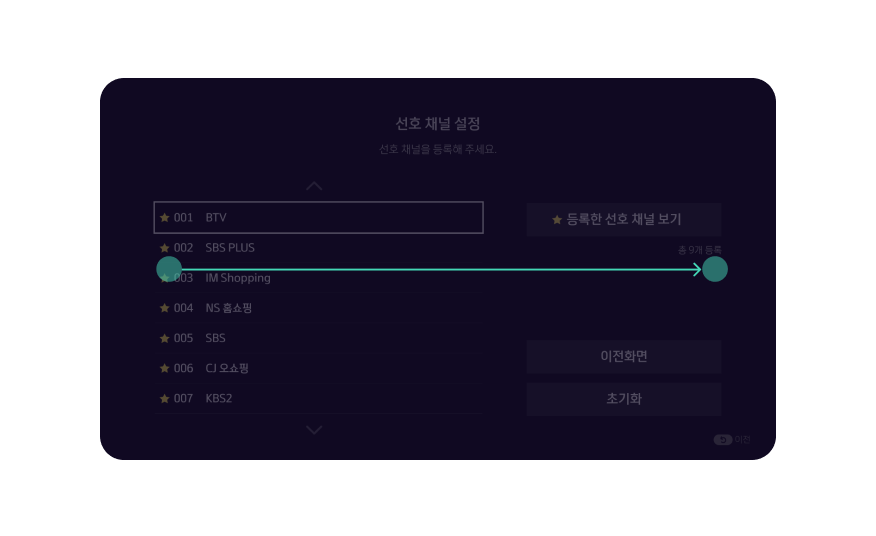 선호 채널 설정
선호 채널을 등록해 주세요.
001 BTV
002 SBS PLUS
003 IM Shopping
004 NS 홈쇼핑
005 SBS
006 CJ 오쇼핑
007 KBS2
등록한 선호 채널 보기
총 9개 등록
이전화면
초기화
이전